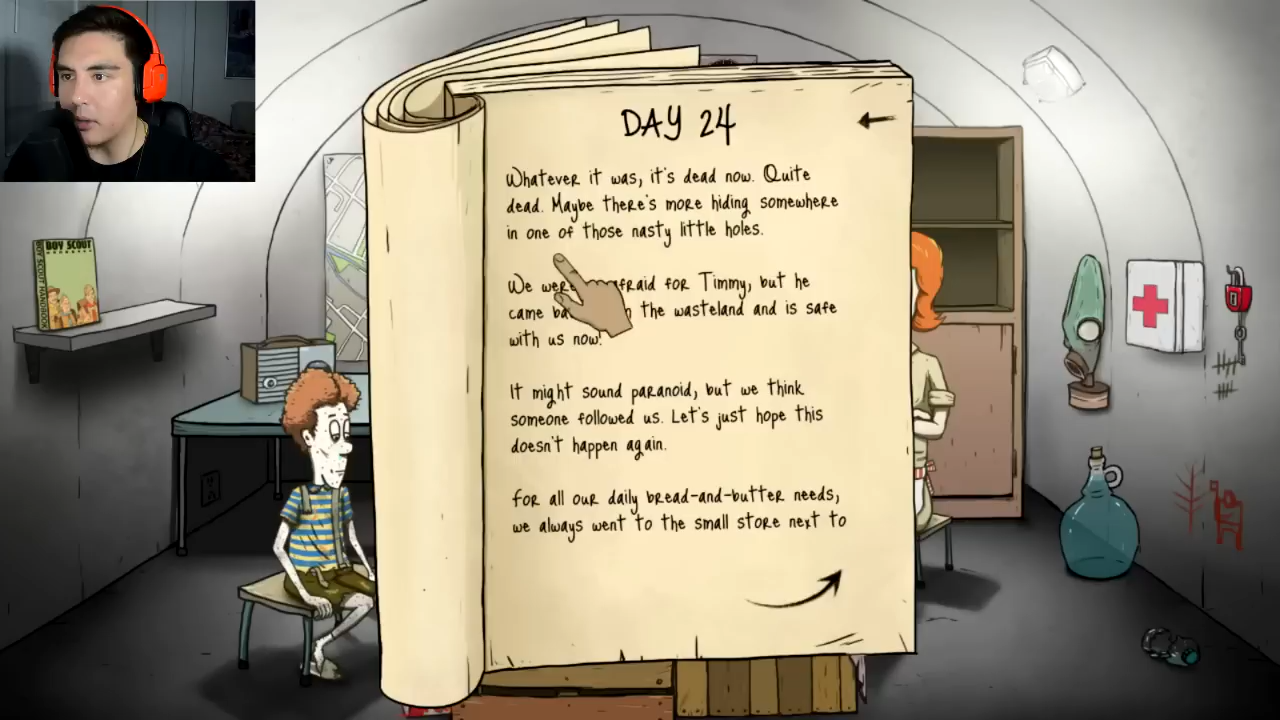 DAY 24
Whatever it was, it's dead now. Quite
dead. Maybe there's more hiding somewhere
in one of those nasty little holes.
We were afraid for Timmy, but he
came the wasteland and is safe
with us now!
It might sound paranoid, but we think
someone followed us. Let's just hope this
doesn't happen again.
For all our daily bread-and-butter needs,
we always went to the small store next to
BOY SCOUT
BOY SCOUT HANDBOOK